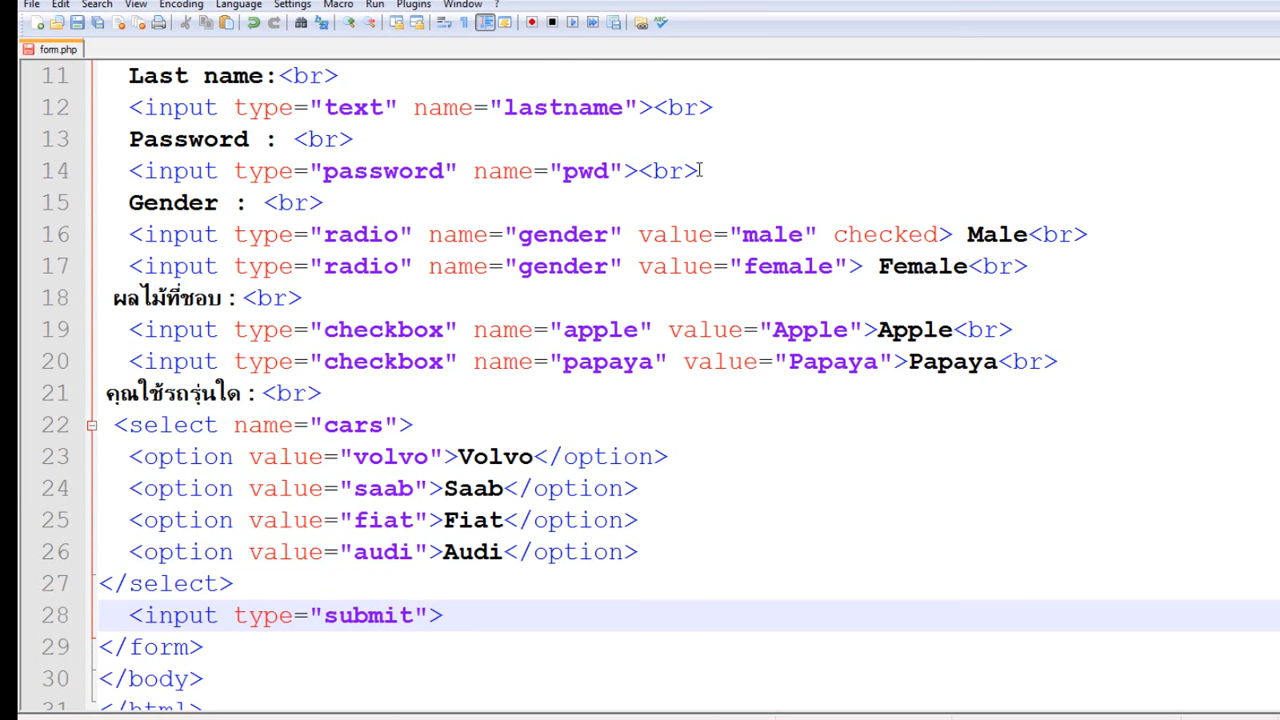 File Edit Search View Encoding Language Settings Macro Run Plugins Window ?
form.php
11 Last name:<br>
12 <input type="text" name="lastname"><br>
13 Password : <br>
14 <input type="password" name="pwd"><br>
15 Gender : <br>
16 <input type="radio" name="gender" value="male" checked> Male<br>
17 <input type="radio" name="gender" value="female"> Female<br>
18 ผลไม้ที่ชอบ : <br>
19 <input type="checkbox" name="apple" value="Apple">Apple<br>
20 <input type="checkbox" name="papaya" value="Papaya">Papaya<br>
21 คุณใช้รถรุ่นใด : <br>
22 <select name="cars">
23 <option value="volvo">Volvo</option>
24 <option value="saab">Saab</option>
25 <option value="fiat">Fiat</option>
26 <option value="audi">Audi</option>
27 </select>
28 <input type="submit">
29 </form>
30 </body>
31 </html>